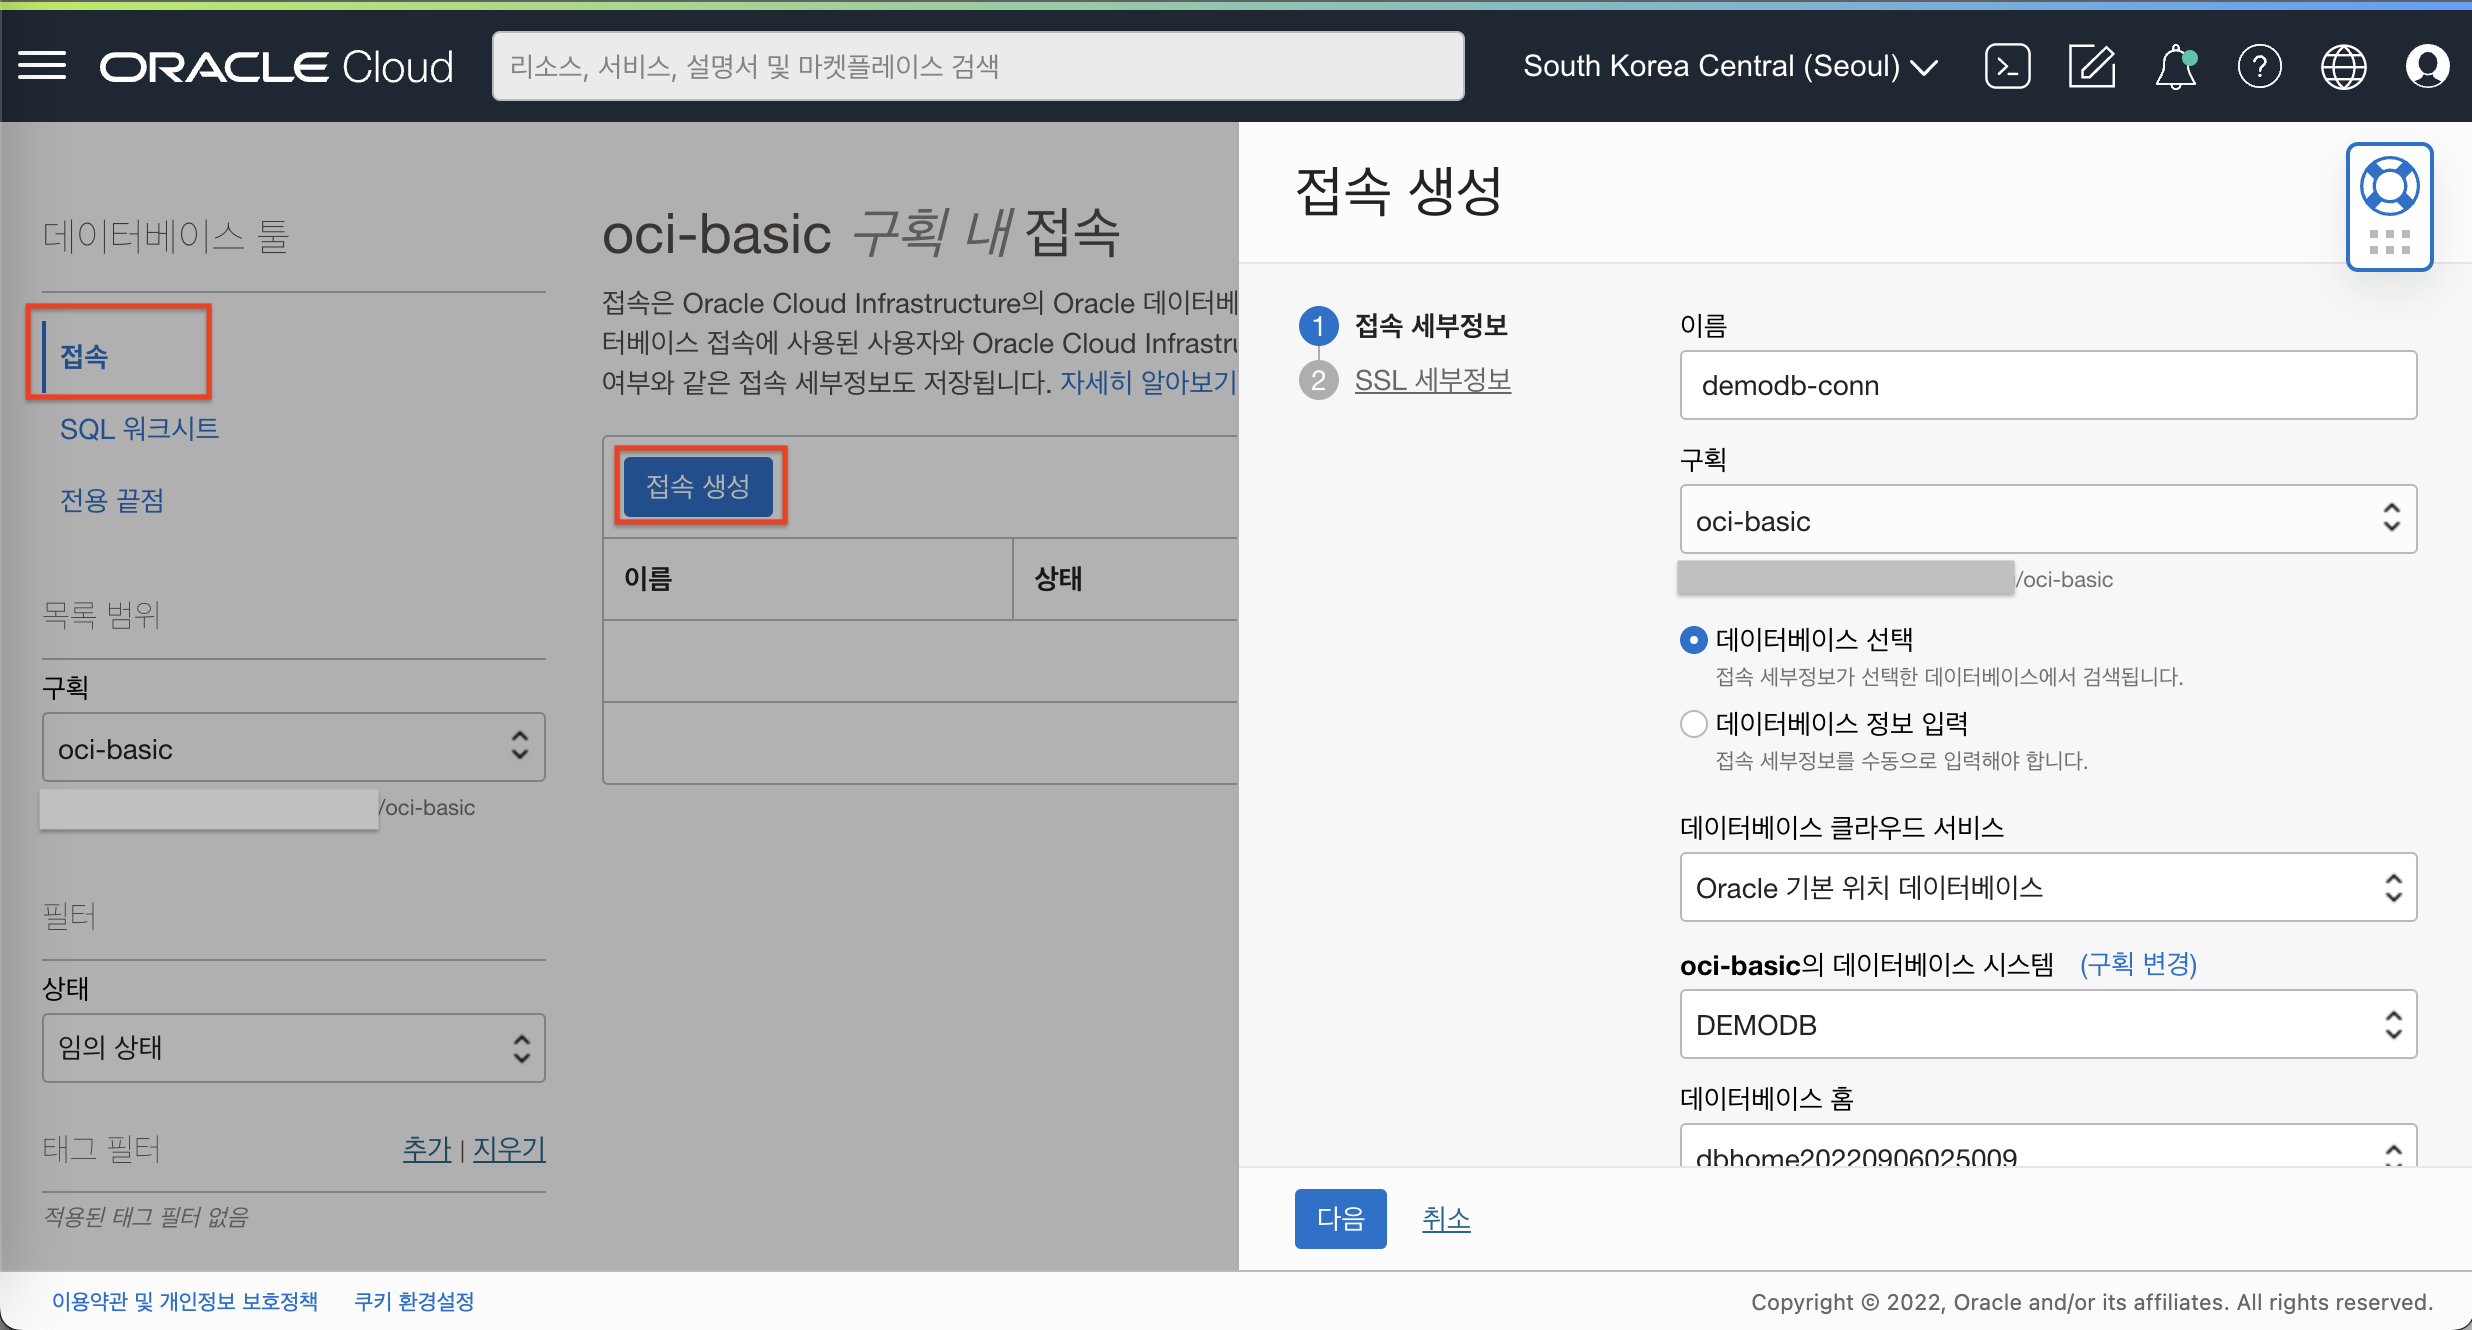 ORACLE Cloud
리소스, 서비스, 설명서 및 마켓플레이스 검색
South Korea Central (Seoul)
데이터베이스 툴
접속
SQL 워크시트
전용 끝점
목록 범위
구획
oci-basic
/oci-basic
필터
상태
임의 상태
태그 필터
추가 | 지우기
적용된 태그 필터 없음
oci-basic 구획 내 접속
접속은 Oracle Cloud Infrastructure의 Oracle 데이터베
터베이스 접속에 사용된 사용자와 Oracle Cloud Infrastru
여부와 같은 접속 세부정보도 저장됩니다. 자세히 알아보기
접속 생성
이름
상태
접속 생성
1 접속 세부정보
2 SSL 세부정보
이름
demodb-conn
구획
oci-basic
/oci-basic
데이터베이스 선택
접속 세부정보가 선택한 데이터베이스에서 검색됩니다.
데이터베이스 정보 입력
접속 세부정보를 수동으로 입력해야 합니다.
데이터베이스 클라우드 서비스
Oracle 기본 위치 데이터베이스
oci-basic의 데이터베이스 시스템 (구획 변경)
DEMODB
데이터베이스 홈
dbhome20220906025009
다음
취소
이용약관 및 개인정보 보호정책
쿠키 환경설정
Copyright © 2022, Oracle and/or its affiliates. All rights reserved.